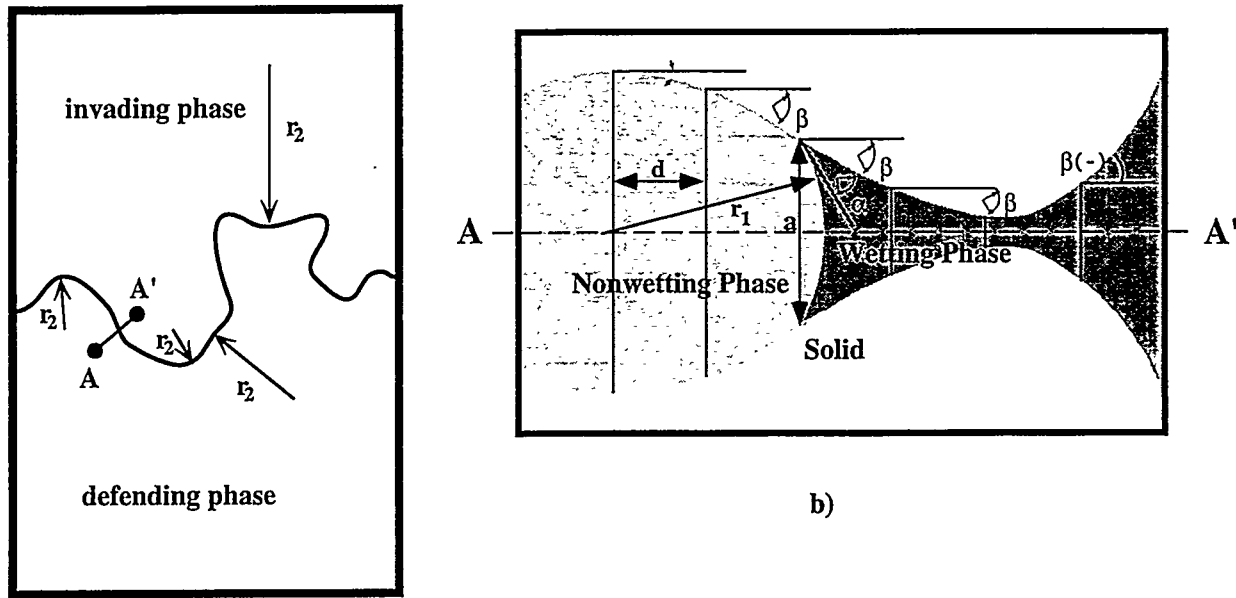 invading phase
r₂
r₂
A'
r₂
A
r₂
defending phase
β
β
β(-)
d
α
β
r₁
a
A
A'
Wetting Phase
Nonwetting Phase
Solid
b)